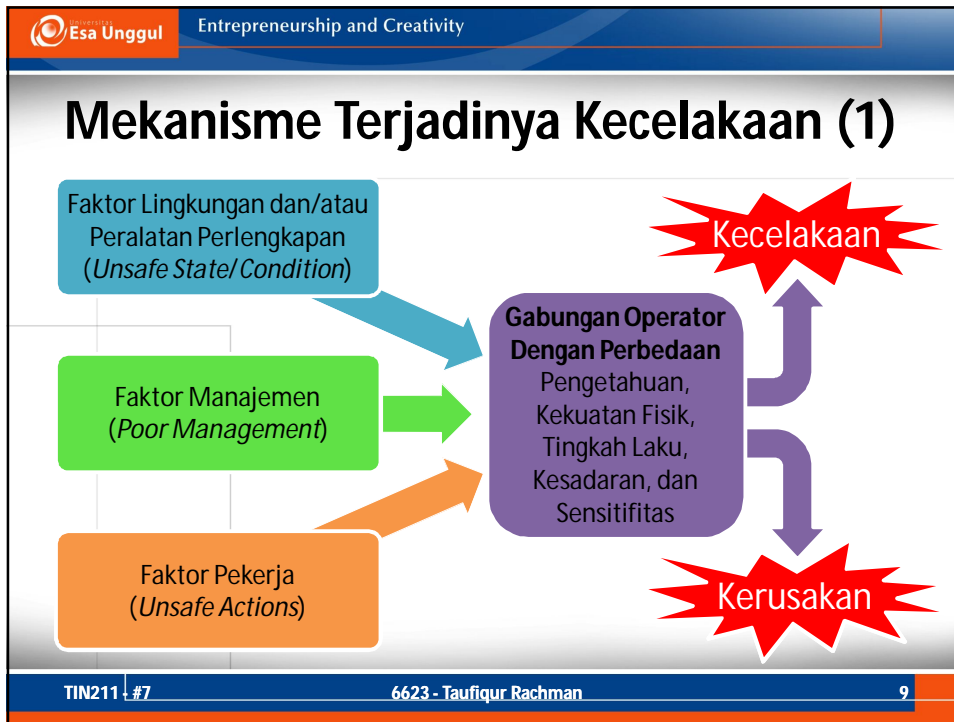 Universitas
Esa Unggul
Entrepreneurship and Creativity
Mekanisme Terjadinya Kecelakaan (1)
Faktor Lingkungan dan/atau
Peralatan Perlengkapan
(Unsafe State/Condition)
Faktor Manajemen
(Poor Management)
Faktor Pekerja
(Unsafe Actions)
Gabungan Operator
Dengan Perbedaan
Pengetahuan,
Kekuatan Fisik,
Tingkah Laku,
Kesadaran, dan
Sensitifitas
Kecelakaan
Kerusakan
TIN211 - #7
6623 - Taufiqur Rachman
9